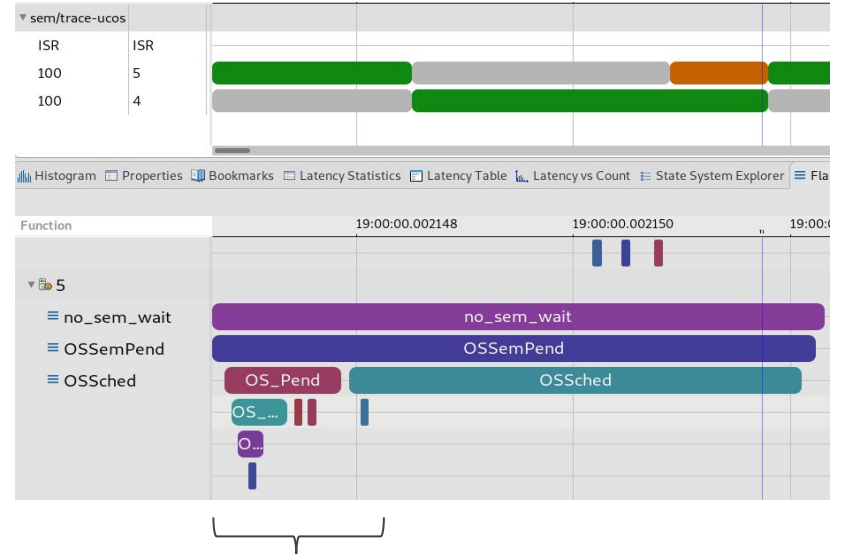 sem/trace-ucos
ISR ISR
100 5
100 4
Histogram Properties Bookmarks Latency Statistics Latency Table Latency vs Count State System Explorer Fla
Function 19:00:00.002148 19:00:00.002150 19:00:0
5
no_sem_wait no_sem_wait
OSSemPend OSSemPend
OSSched OS_Pend OSSched
OS_...
O...